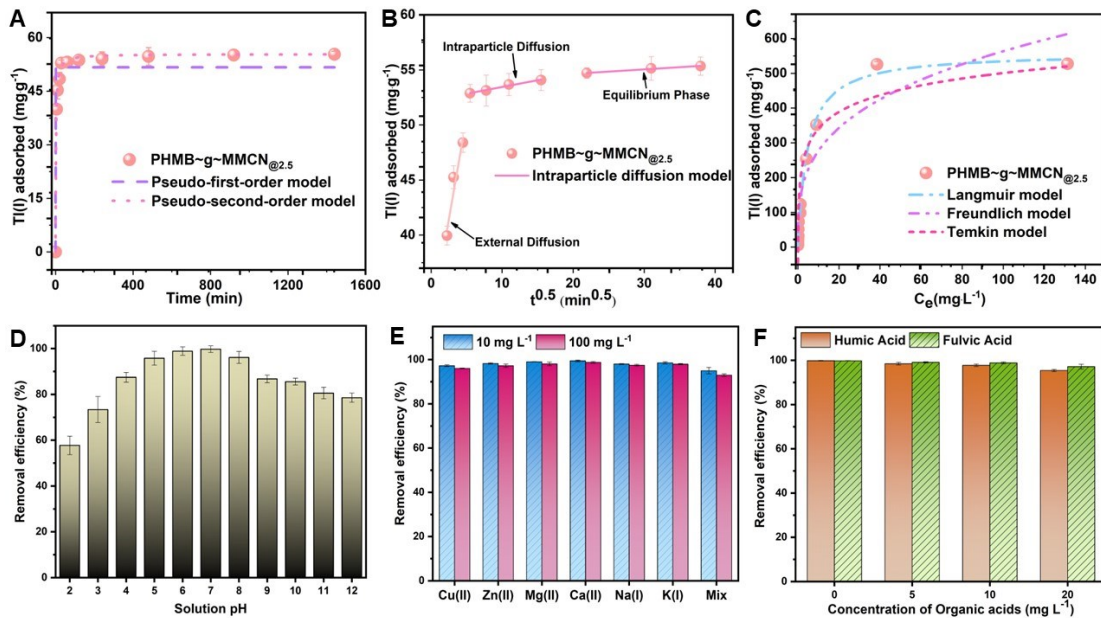 A
Tl(I) adsorbed (mg g⁻¹)
60
45
30
15
0
PHMB~g~MMCN@2.5
Pseudo-first-order model
Pseudo-second-order model
0
400
800
1200
1600
Time (min)
B
Tl(I) adsorbed (mg g⁻¹)
60
55
50
45
40
Intraparticle Diffusion
Equilibrium Phase
PHMB~g~MMCN@2.5
Intraparticle diffusion model
External Diffusion
0
10
20
30
40
t⁰·⁵ (min⁰·⁵)
C
Tl(I) adsorbed (mg g⁻¹)
600
500
400
300
200
100
0
PHMB~g~MMCN@2.5
Langmuir model
Freundlich model
Temkin model
0
20
40
60
80
100
120
140
Cₑ(mg·L⁻¹)
D
Removal efficiency (%)
100
80
60
40
20
0
2
3
4
5
6
7
8
9
10
11
12
Solution pH
E
10 mg L⁻¹
100 mg L⁻¹
Removal efficiency (%)
100
80
60
40
20
0
Cu(II)
Zn(II)
Mg(II)
Ca(II)
Na(I)
K(I)
Mix
F
Humic Acid
Fulvic Acid
Removal efficiency (%)
100
80
60
40
20
0
0
5
10
20
Concentration of Organic acids (mg L⁻¹)